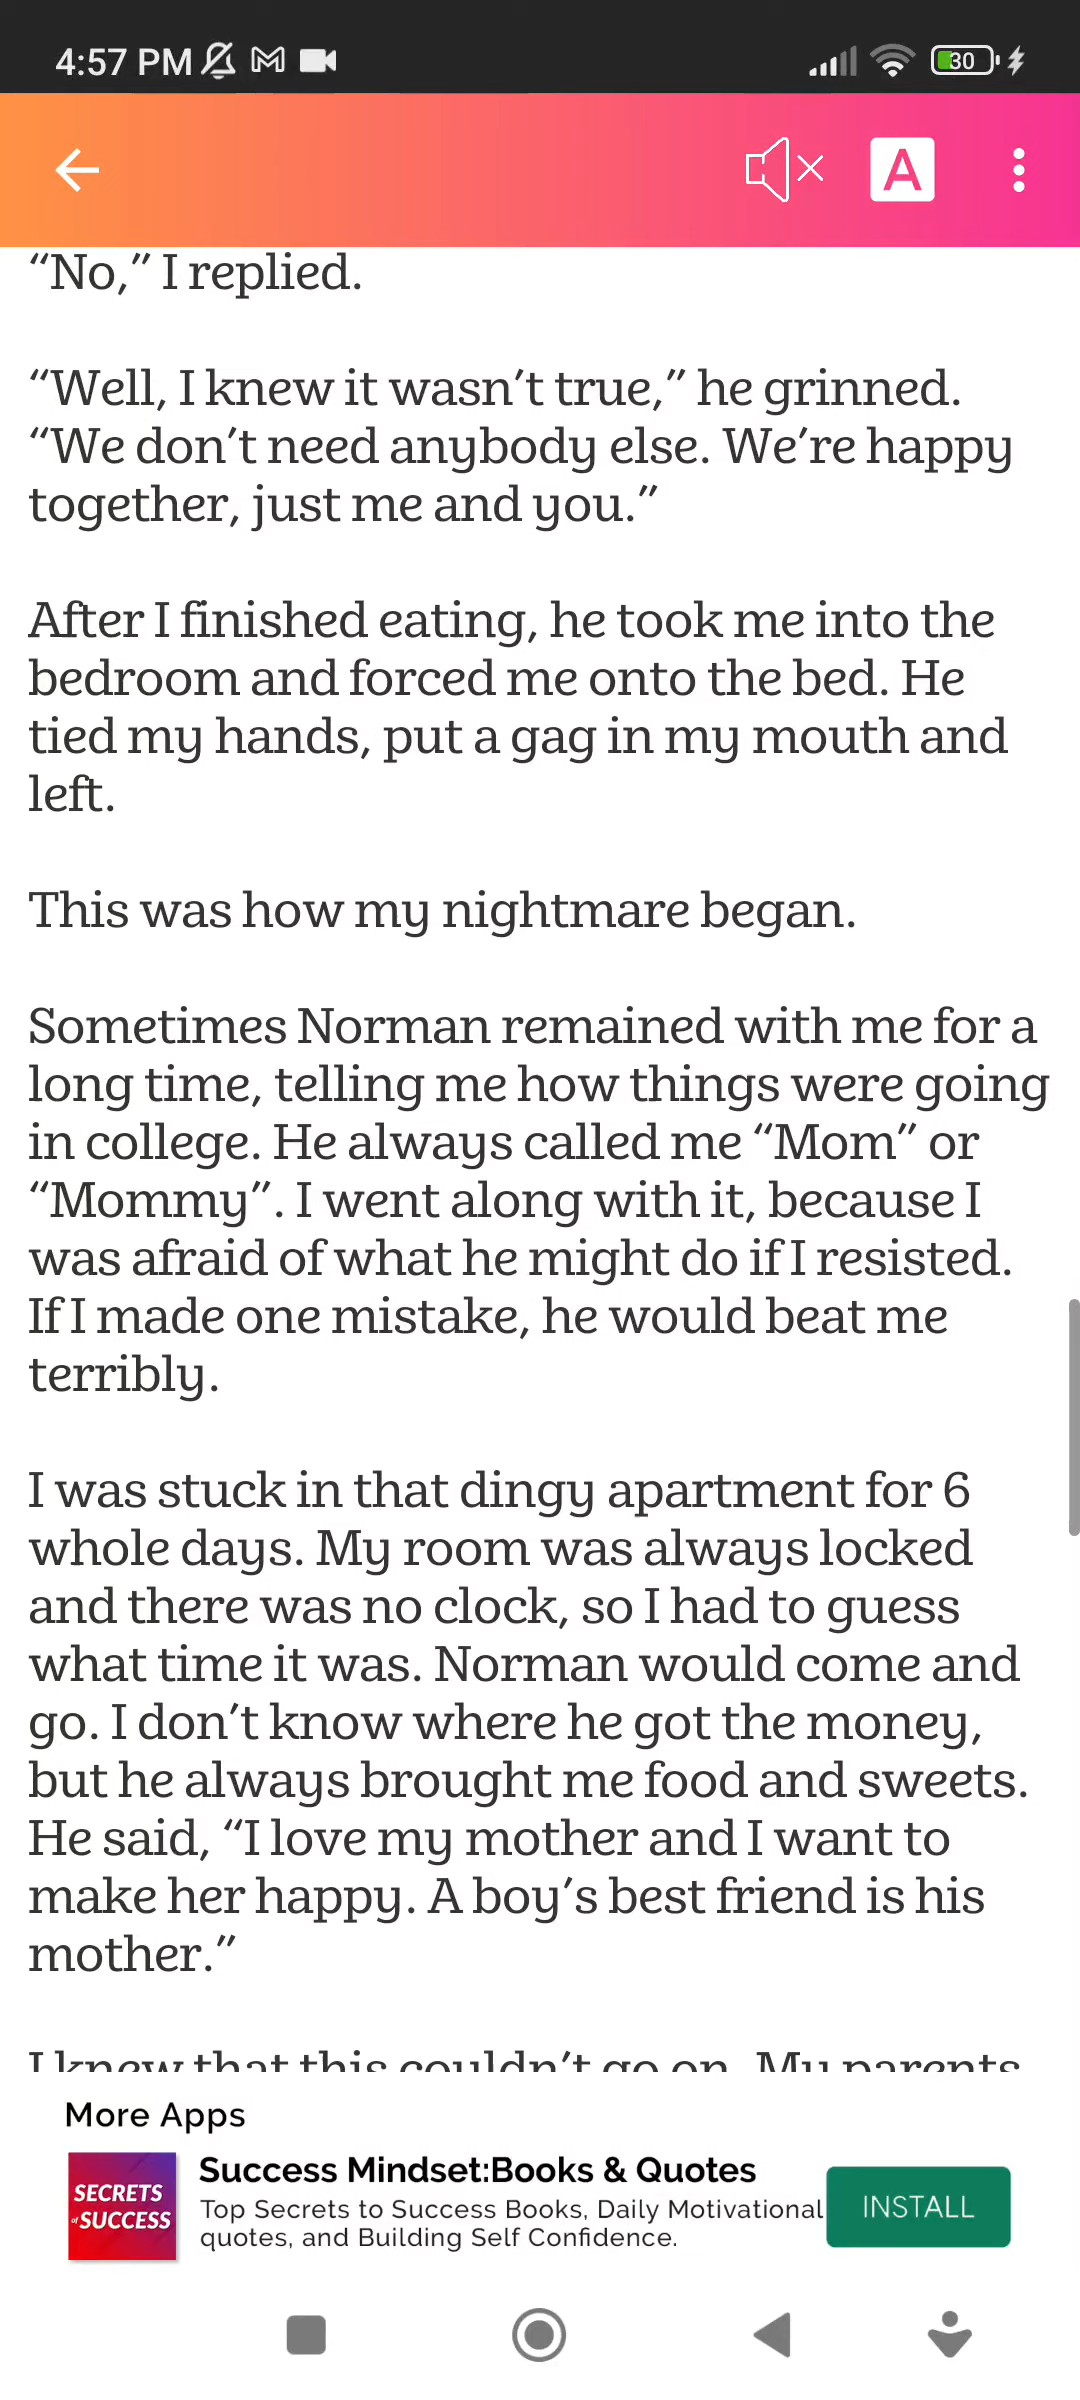 4:57 PM
30
A
“No,” I replied.
“Well, I knew it wasn’t true,” he grinned.
“We don’t need anybody else. We’re happy
together, just me and you.”
After I finished eating, he took me into the
bedroom and forced me onto the bed. He
tied my hands, put a gag in my mouth and
left.
This was how my nightmare began.
Sometimes Norman remained with me for a
long time, telling me how things were going
in college. He always called me “Mom” or
“Mommy”. I went along with it, because I
was afraid of what he might do if I resisted.
If I made one mistake, he would beat me
terribly.
I was stuck in that dingy apartment for 6
whole days. My room was always locked
and there was no clock, so I had to guess
what time it was. Norman would come and
go. I don’t know where he got the money,
but he always brought me food and sweets.
He said, “I love my mother and I want to
make her happy. A boy’s best friend is his
mother.”
I knew that this couldn’t go on. My parents
More Apps
SECRETS
of SUCCESS
Success Mindset:Books & Quotes
Top Secrets to Success Books, Daily Motivational
quotes, and Building Self Confidence.
INSTALL